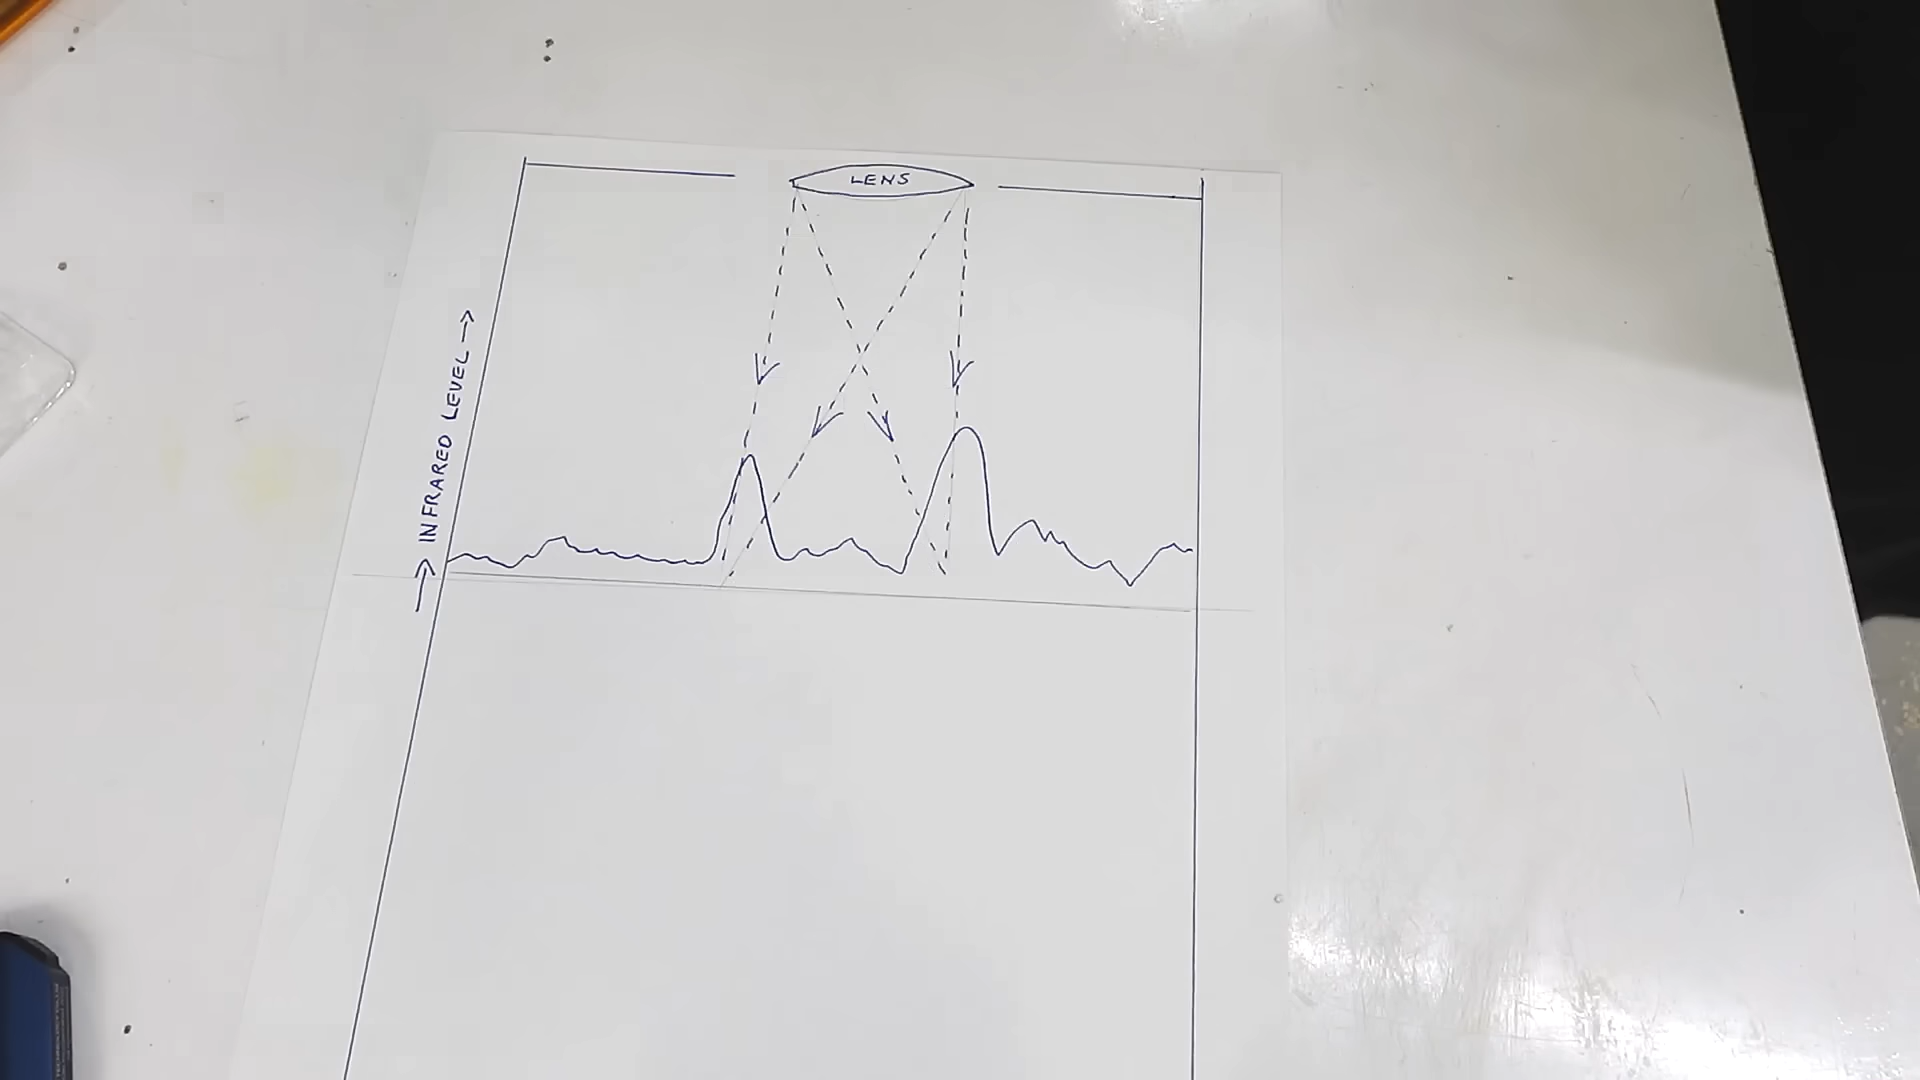 LENS
→ INFRARED LEVEL →